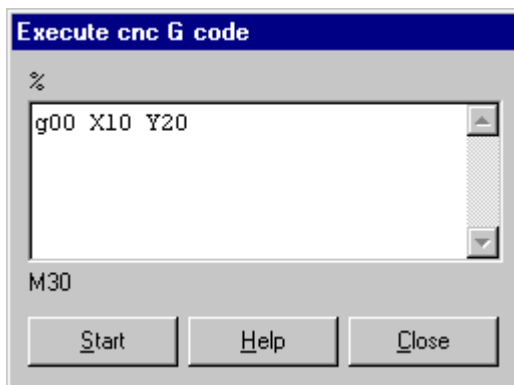 Execute cnc G code
%
g00 X10 Y20
M30
Start Help Close